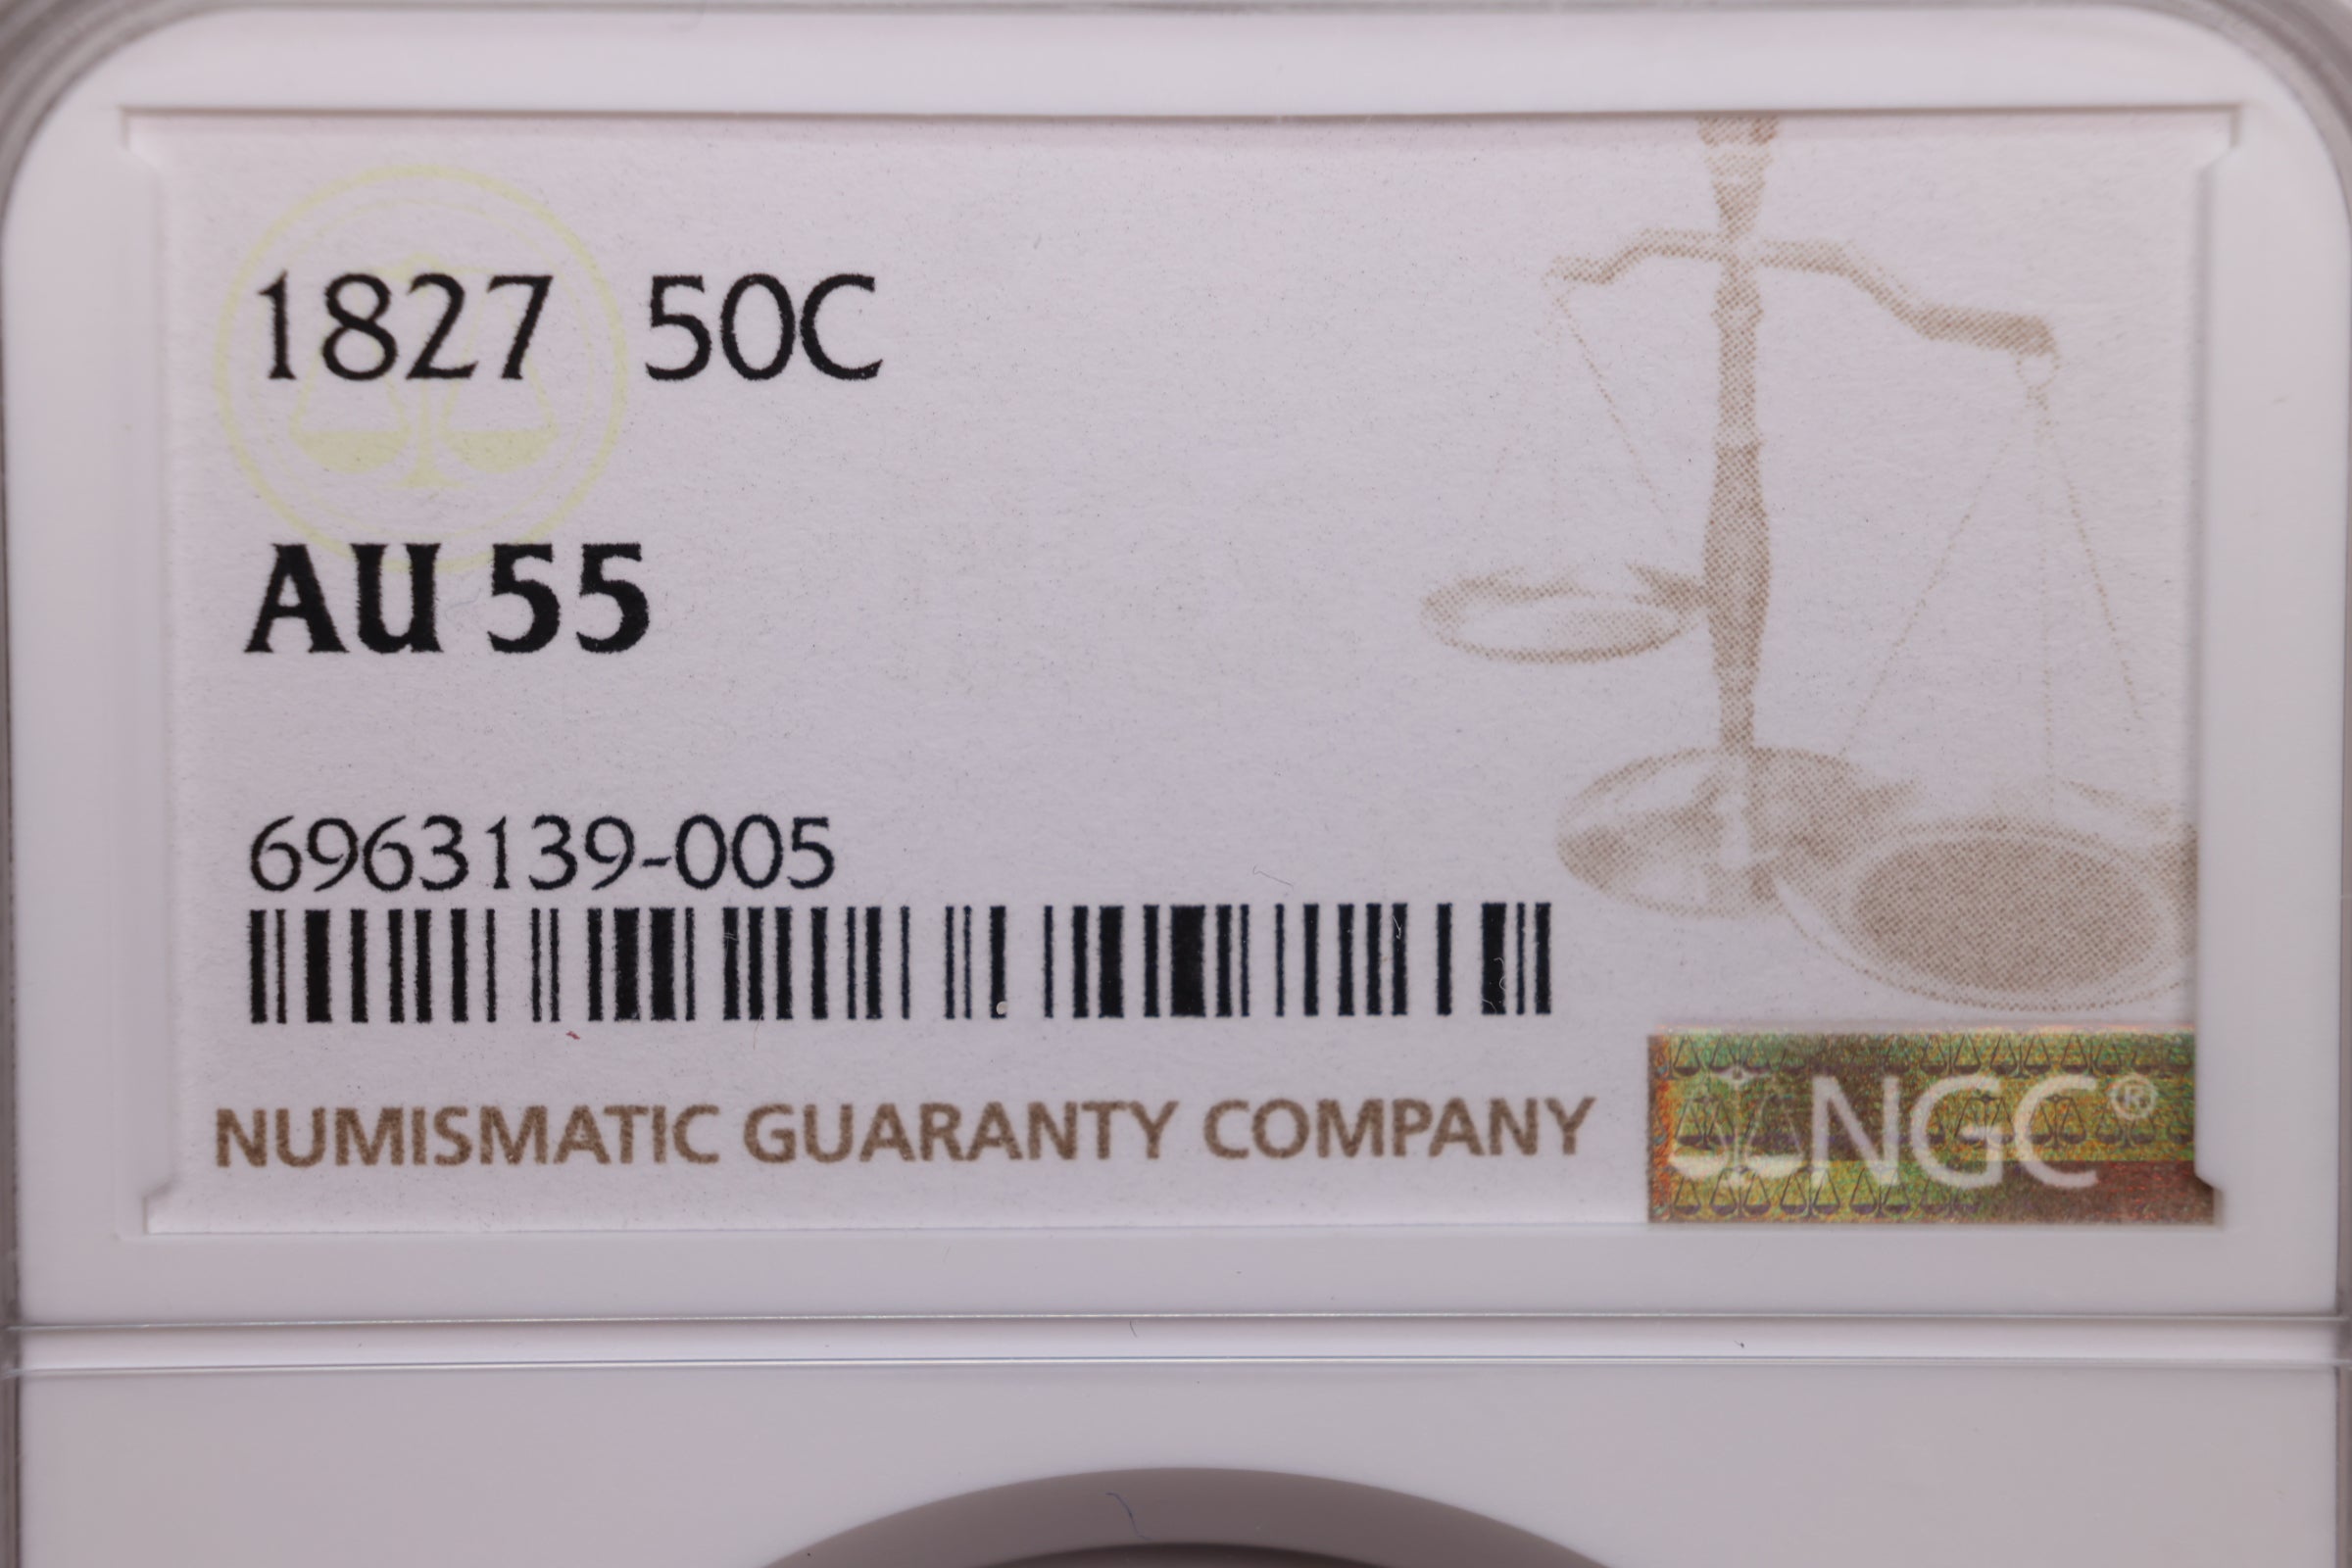 1827 50C
AU 55
6963139-005
NUMISMATIC GUARANTY COMPANY
NGC®